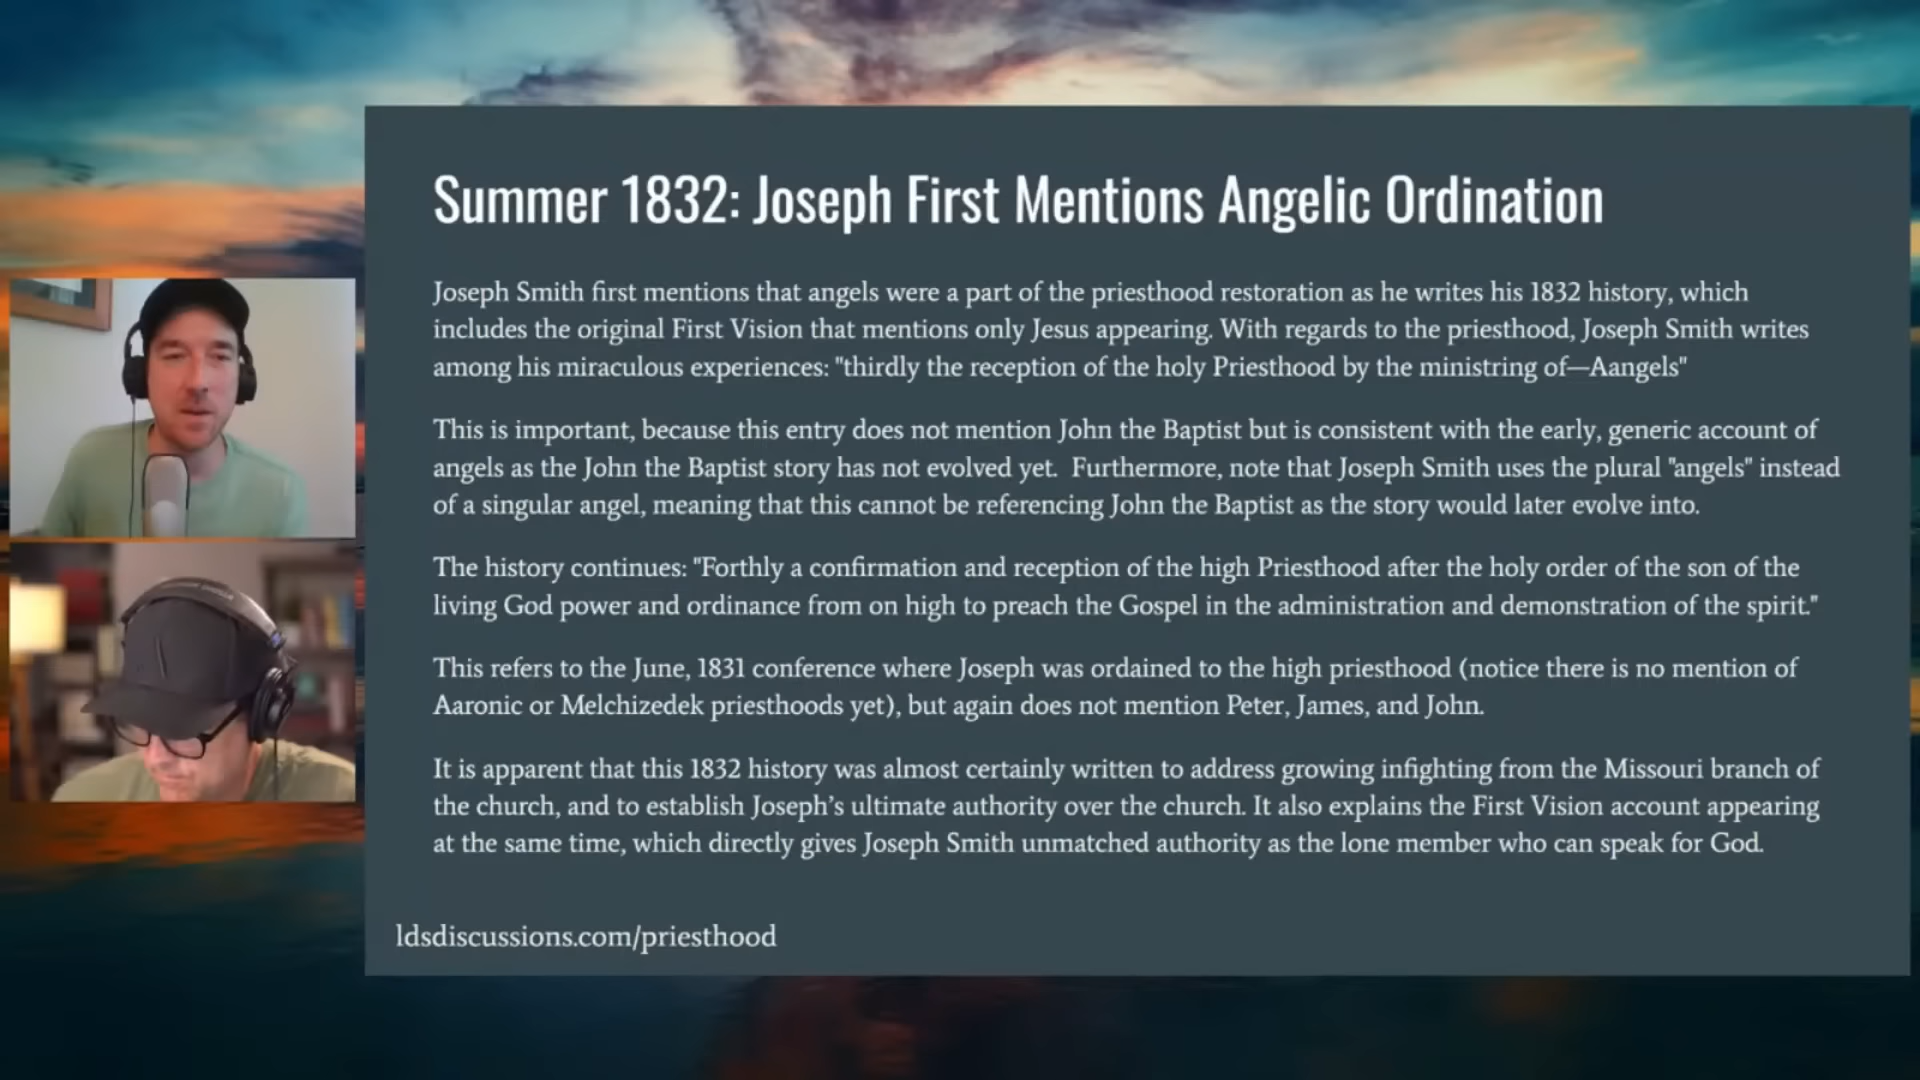 Summer 1832: Joseph First Mentions Angelic Ordination
Joseph Smith first mentions that angels were a part of the priesthood restoration as he writes his 1832 history, which
includes the original First Vision that mentions only Jesus appearing. With regards to the priesthood, Joseph Smith writes
among his miraculous experiences: "thirdly the reception of the holy Priesthood by the ministring of—Aangels"
This is important, because this entry does not mention John the Baptist but is consistent with the early, generic account of
angels as the John the Baptist story has not evolved yet.  Furthermore, note that Joseph Smith uses the plural "angels" instead
of a singular angel, meaning that this cannot be referencing John the Baptist as the story would later evolve into.
The history continues: "Forthly a confirmation and reception of the high Priesthood after the holy order of the son of the
living God power and ordinance from on high to preach the Gospel in the administration and demonstration of the spirit."
This refers to the June, 1831 conference where Joseph was ordained to the high priesthood (notice there is no mention of
Aaronic or Melchizedek priesthoods yet), but again does not mention Peter, James, and John.
It is apparent that this 1832 history was almost certainly written to address growing infighting from the Missouri branch of
the church, and to establish Joseph’s ultimate authority over the church. It also explains the First Vision account appearing
at the same time, which directly gives Joseph Smith unmatched authority as the lone member who can speak for God.
ldsdiscussions.com/priesthood